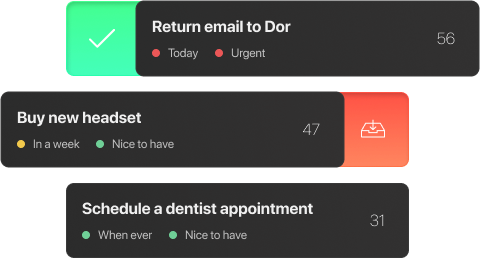 Return email to Dor
56
Today Urgent
Buy new headset
47
In a week Nice to have
Schedule a dentist appointment
31
When ever Nice to have